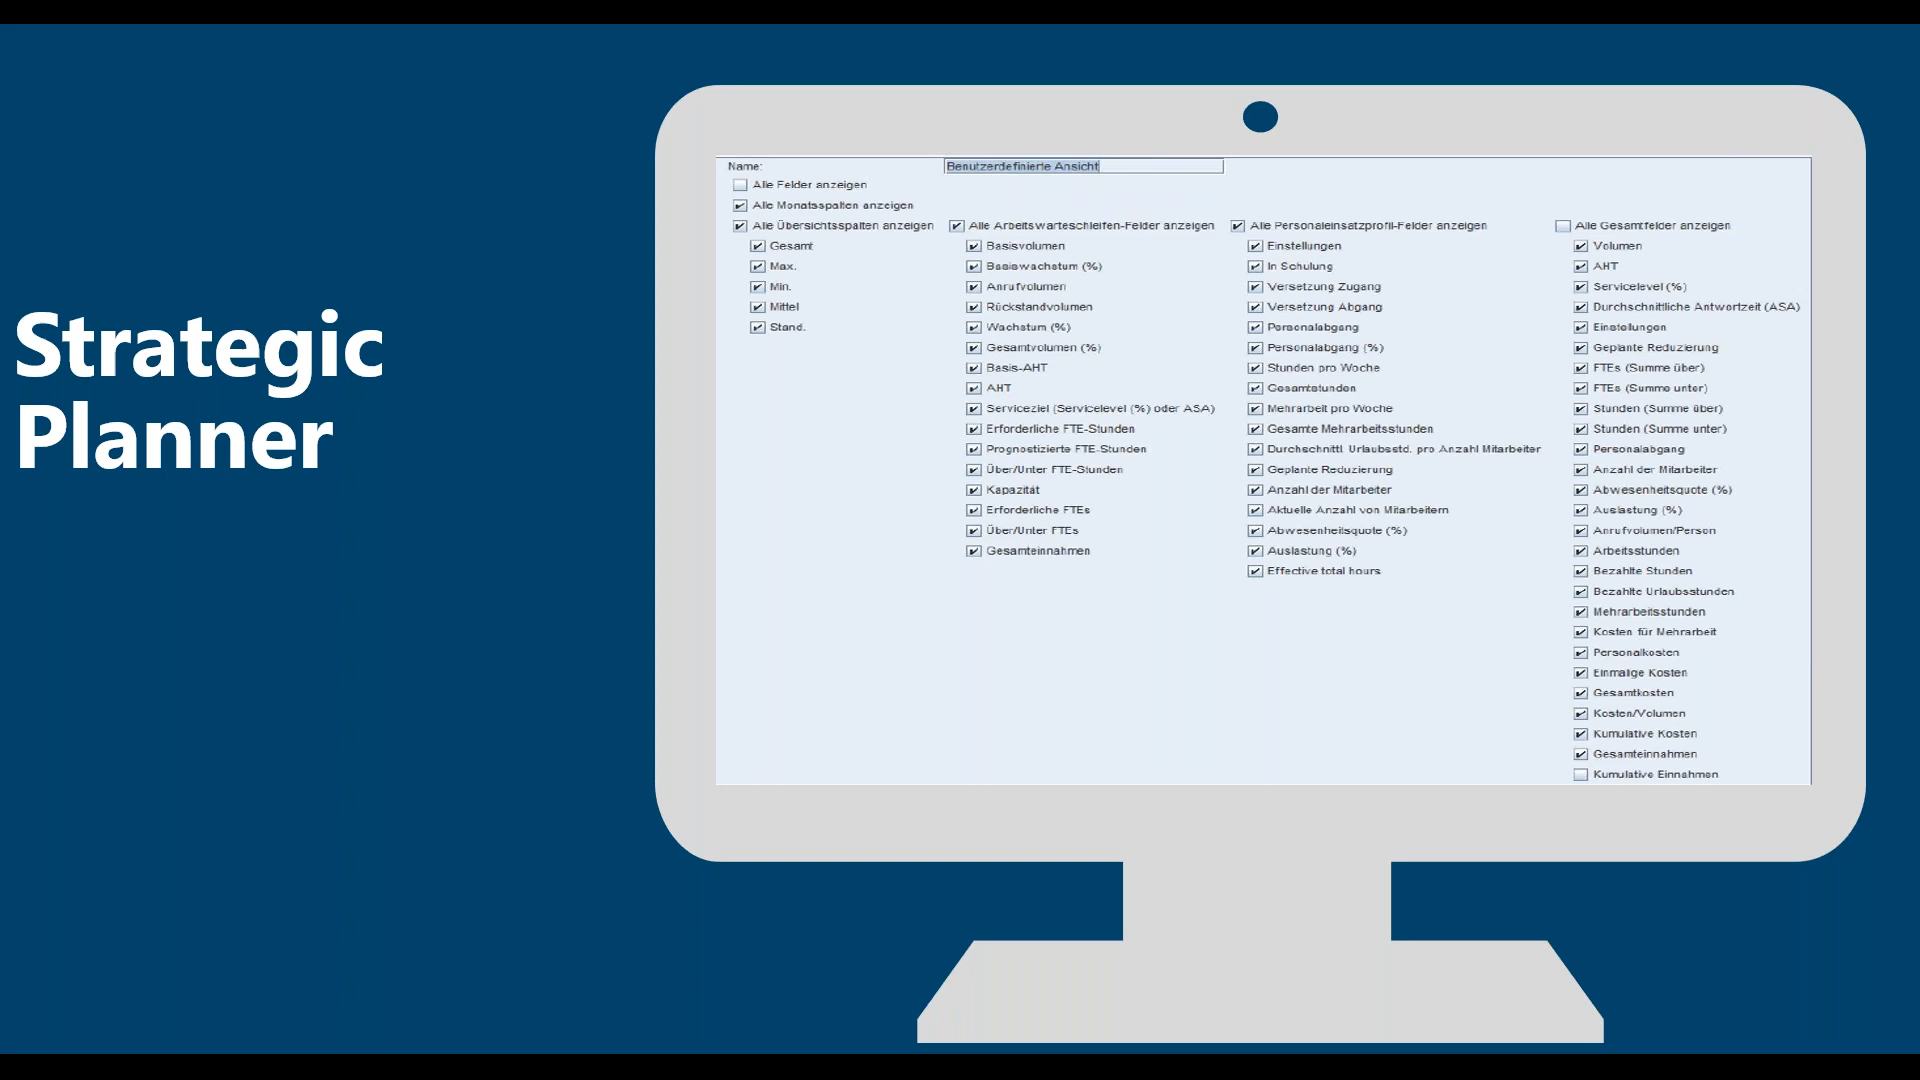 Strategic
Planner
Name: Benutzerdefinierte Ansicht
Alle Felder anzeigen
Alle Monatsspalten anzeigen
Alle Übersichtsspalten anzeigen
Gesamt
Max.
Min.
Mittel
Stand.
Alle Arbeitswarteschleifen-Felder anzeigen
Basisvolumen
Basiswachstum (%)
Anrufvolumen
Rückstandvolumen
Wachstum (%)
Gesamtvolumen (%)
Basis-AHT
AHT
Serviceziel (Servicelevel (%) oder ASA)
Erforderliche FTE-Stunden
Prognostizierte FTE-Stunden
Über/Unter FTE-Stunden
Kapazität
Erforderliche FTEs
Über/Unter FTEs
Gesamteinnahmen
Alle Personaleinsatzprofil-Felder anzeigen
Einstellungen
In Schulung
Versetzung Zugang
Versetzung Abgang
Personalabgang
Personalabgang (%)
Stunden pro Woche
Gesamtstunden
Mehrarbeit pro Woche
Gesamte Mehrarbeitsstunden
Durchschnittl. Urlaubsstd. pro Anzahl Mitarbeiter
Geplante Reduzierung
Anzahl der Mitarbeiter
Aktuelle Anzahl von Mitarbeitern
Abwesenheitsquote (%)
Auslastung (%)
Effective total hours
Alle Gesamtfelder anzeigen
Volumen
AHT
Servicelevel (%)
Durchschnittliche Antwortzeit (ASA)
Einstellungen
Geplante Reduzierung
FTEs (Summe über)
FTEs (Summe unter)
Stunden (Summe über)
Stunden (Summe unter)
Personalabgang
Anzahl der Mitarbeiter
Abwesenheitsquote (%)
Auslastung (%)
Anrufvolumen/Person
Arbeitsstunden
Bezahlte Stunden
Bezahlte Urlaubsstunden
Mehrarbeitsstunden
Kosten für Mehrarbeit
Personalkosten
Einmalige Kosten
Gesamtkosten
Kosten/Volumen
Kumulative Kosten
Gesamteinnahmen
Kumulative Einnahmen